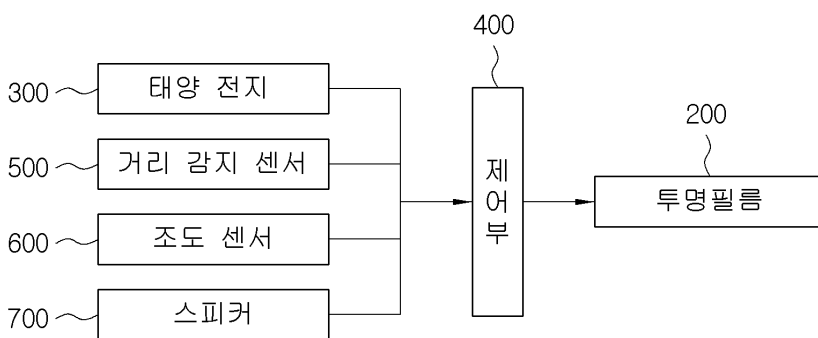 400
300 태양 전지
200
500 거리 감지 센서
제어부
투명필름
600 조도 센서
700 스피커